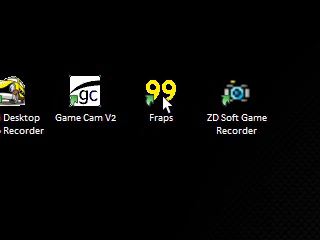 gc
99
Desktop
Recorder
Game Cam V2
Fraps
ZD Soft Game
Recorder